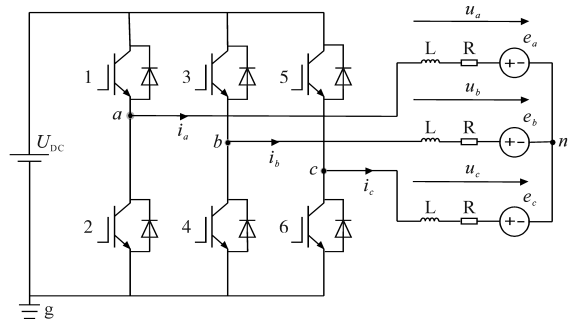 u_a
e_a
L R
1 3 5
a
i_a
u_b
e_b
L R
U_DC
b
i_b
n
c
i_c
u_c
e_c
L R
2 4 6
g